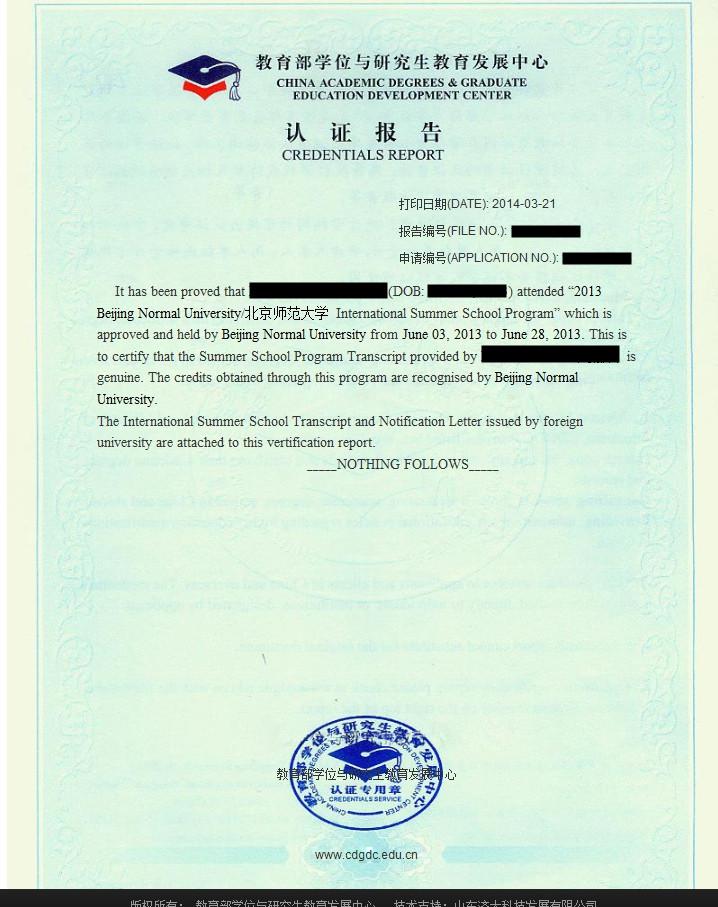 教育部学位与研究生教育发展中心
CHINA ACADEMIC DEGREES & GRADUATE
EDUCATION DEVELOPMENT CENTER
认 证 报 告
CREDENTIALS REPORT
打印日期(DATE): 2014-03-21
报告编号(FILE NO.):
申请编号(APPLICATION NO.):
It has been proved that (DOB: ) attended “2013
Beijing Normal University/北京师范大学 International Summer School Program” which is
approved and held by Beijing Normal University from June 03, 2013 to June 28, 2013. This is
to certify that the Summer School Program Transcript provided by is
genuine. The credits obtained through this program are recognised by Beijing Normal
University.
The International Summer School Transcript and Notification Letter issued by foreign
university are attached to this vertification report.
_____NOTHING FOLLOWS_____
教育部学位与研究生教育发展中心
CHINA ACADEMIC DEGREES & GRADUATE EDUCATION DEVELOPMENT CENTER
教育部学位与研究生教育发展中心
认证专用章
CREDENTIALS SERVICE
www.cdgdc.edu.cn
版权所有： 教育部学位与研究生教育发展中心 技术支持：山东济大科技发展有限公司